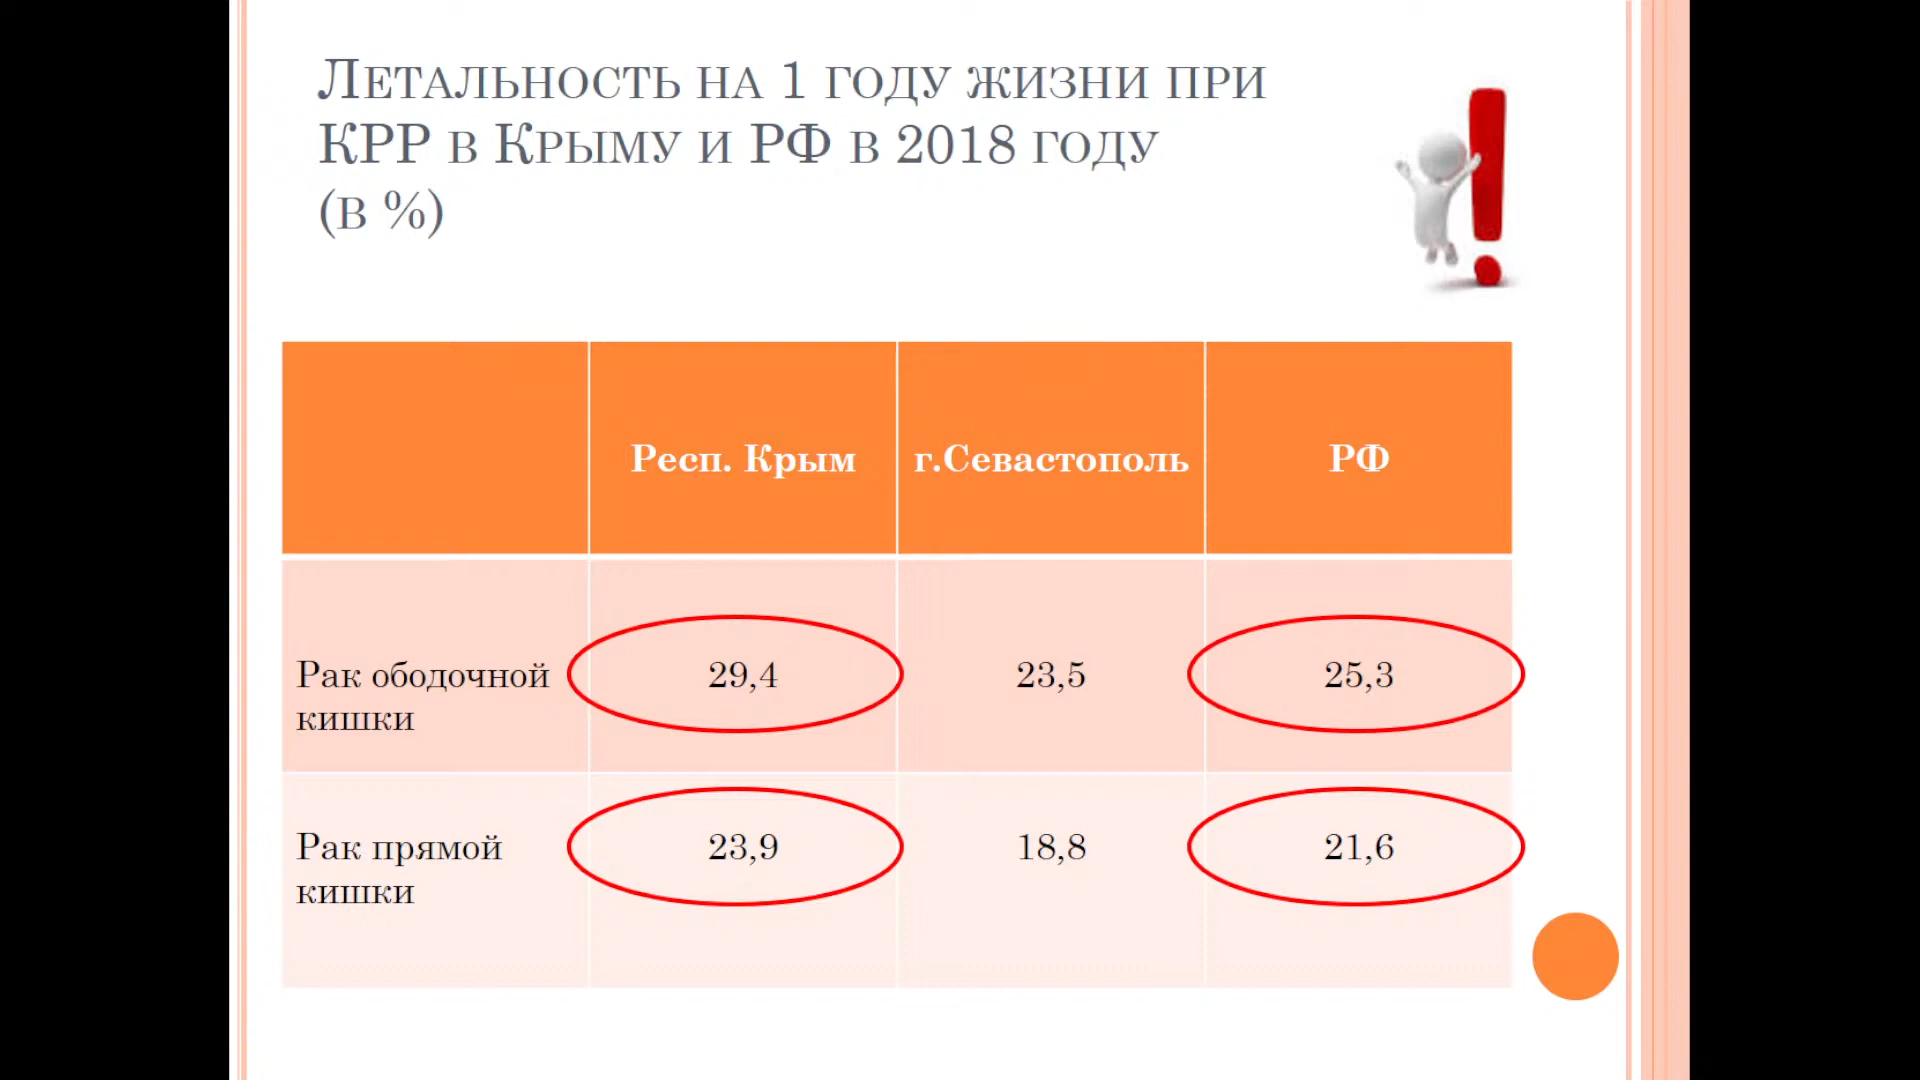 Летальность на 1 году жизни при
КРР в Крыму и РФ в 2018 году
(в %)
Респ. Крым г.Севастополь РФ
Рак ободочной 29,4 23,5 25,3
кишки
Рак прямой 23,9 18,8 21,6
кишки